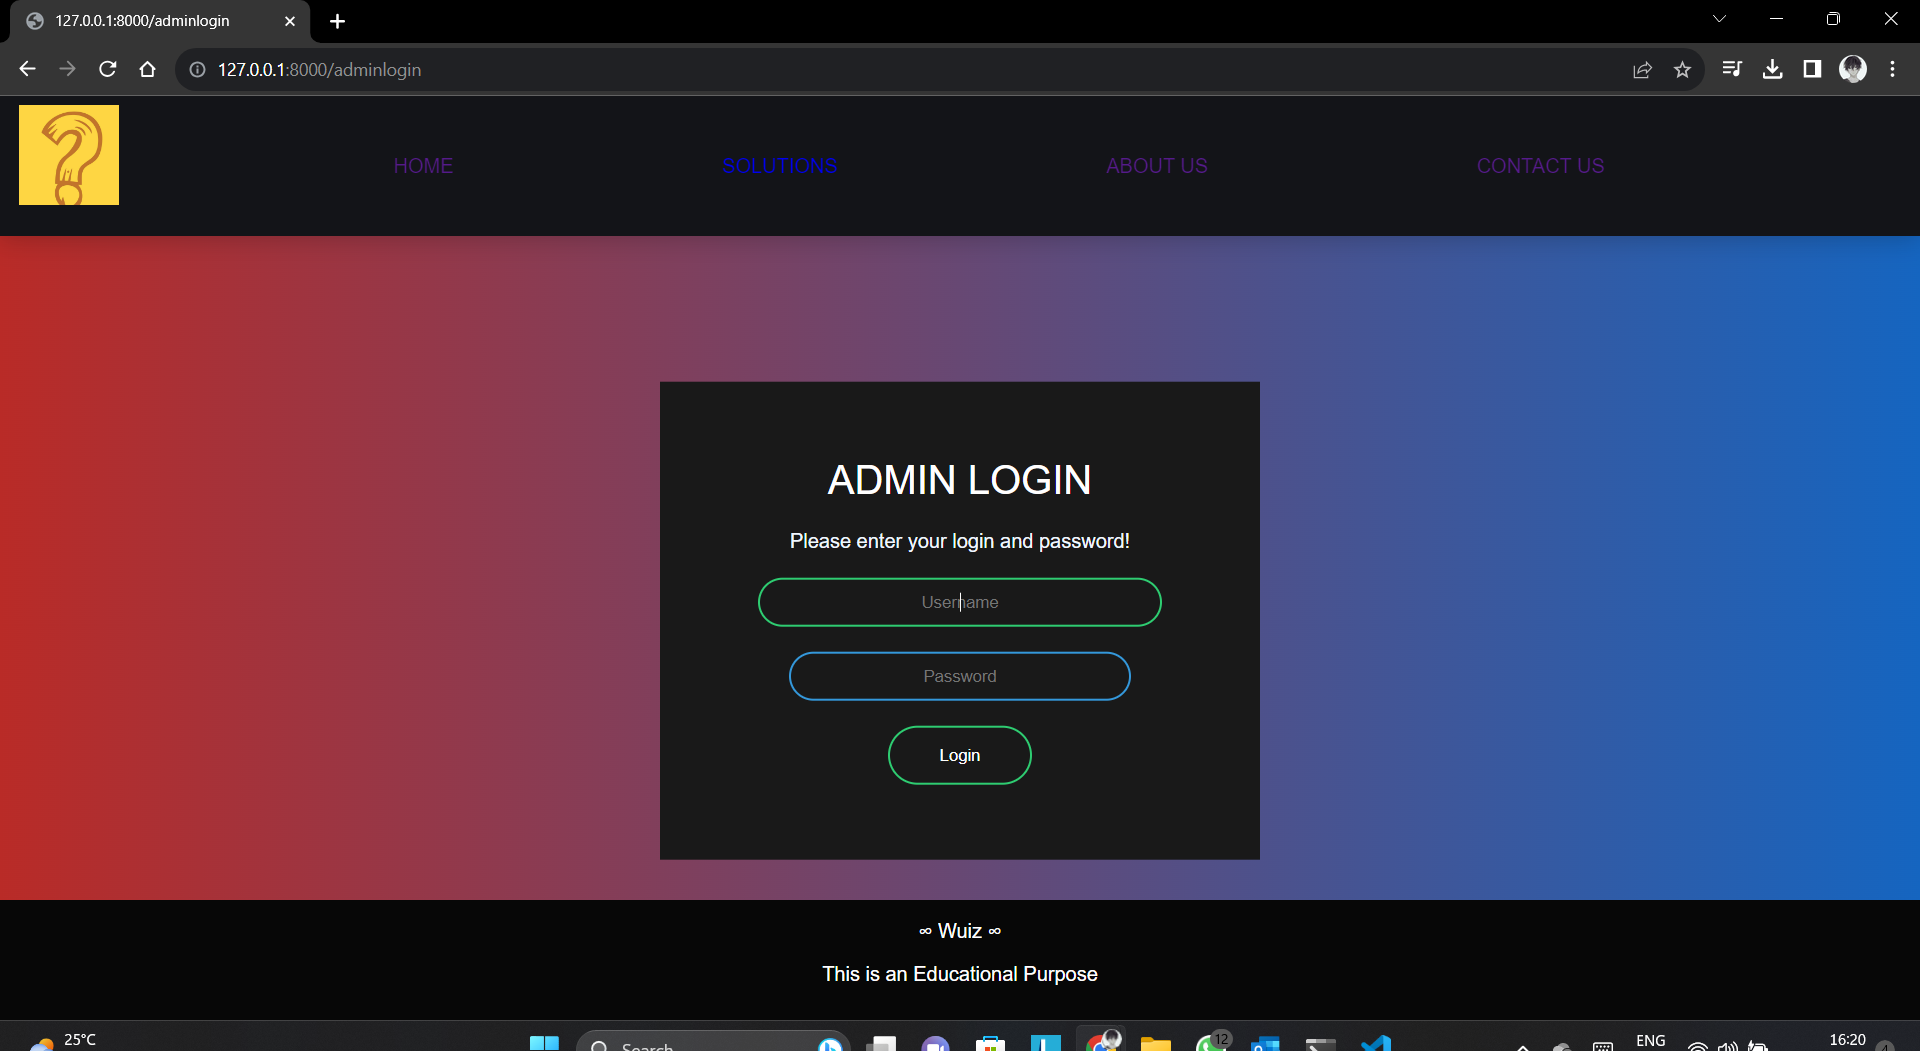 127.0.0.1:8000/adminlogin
127.0.0.1:8000/adminlogin
HOME
SOLUTIONS
ABOUT US
CONTACT US
ADMIN LOGIN
Please enter your login and password!
Username
Password
Login
∞ Wuiz ∞
This is an Educational Purpose
25°C
Search
12
ENG
16:20
4